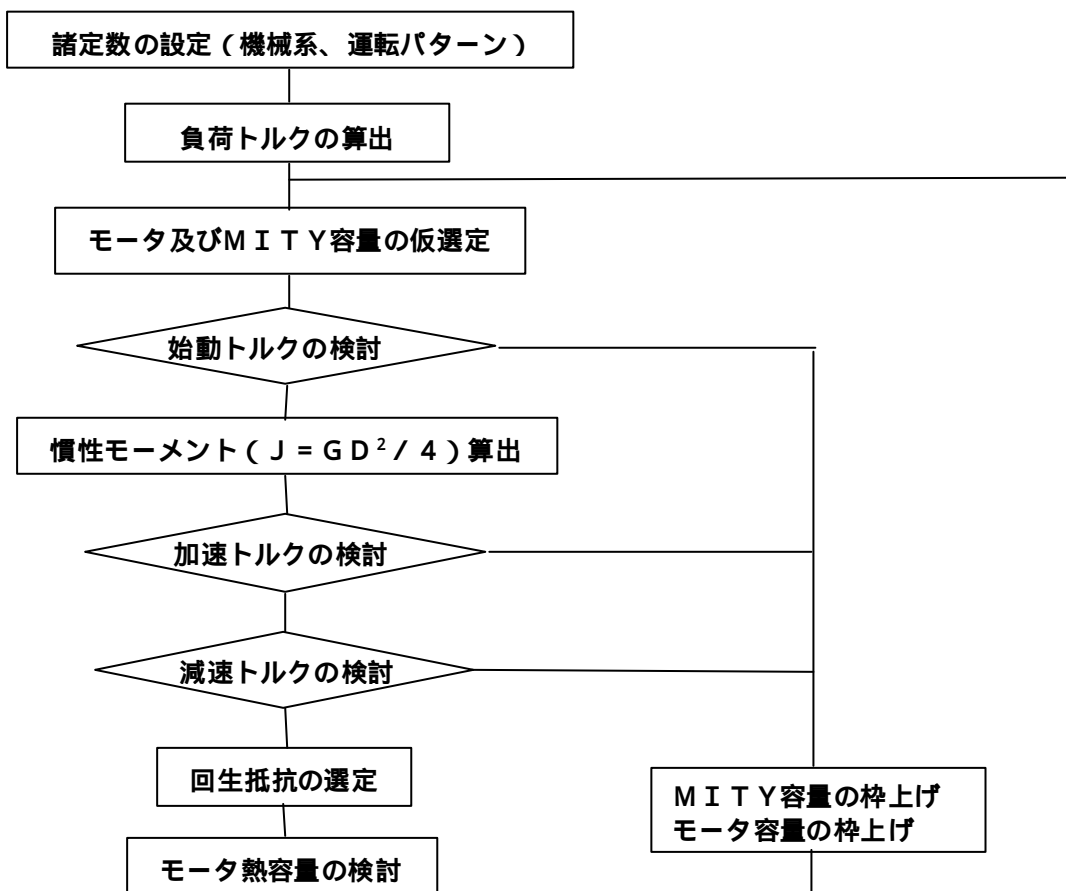 諸定数の設定（機械系、運転パターン）
負荷トルクの算出
モータ及びＭＩＴＹ容量の仮選定
始動トルクの検討
慣性モーメント（Ｊ＝ＧＤ²／４）算出
加速トルクの検討
減速トルクの検討
回生抵抗の選定
ＭＩＴＹ容量の枠上げ
モータ容量の枠上げ
モータ熱容量の検討